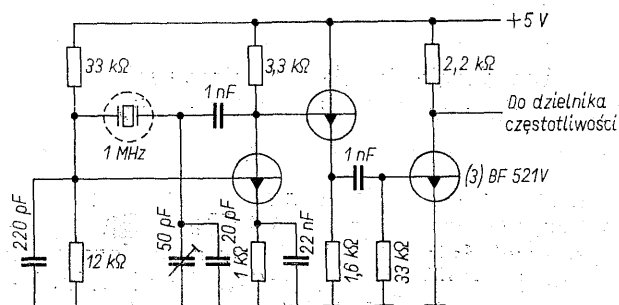 +5 V
33 kΩ
3,3 kΩ
2,2 kΩ
1 nF
Do dzielnika
częstotliwości
1 MHz
1 nF
(3) BF 521V
220 pF
12 kΩ
50 pF
20 pF
1 kΩ
22 nF
1,6 kΩ
33 kΩ